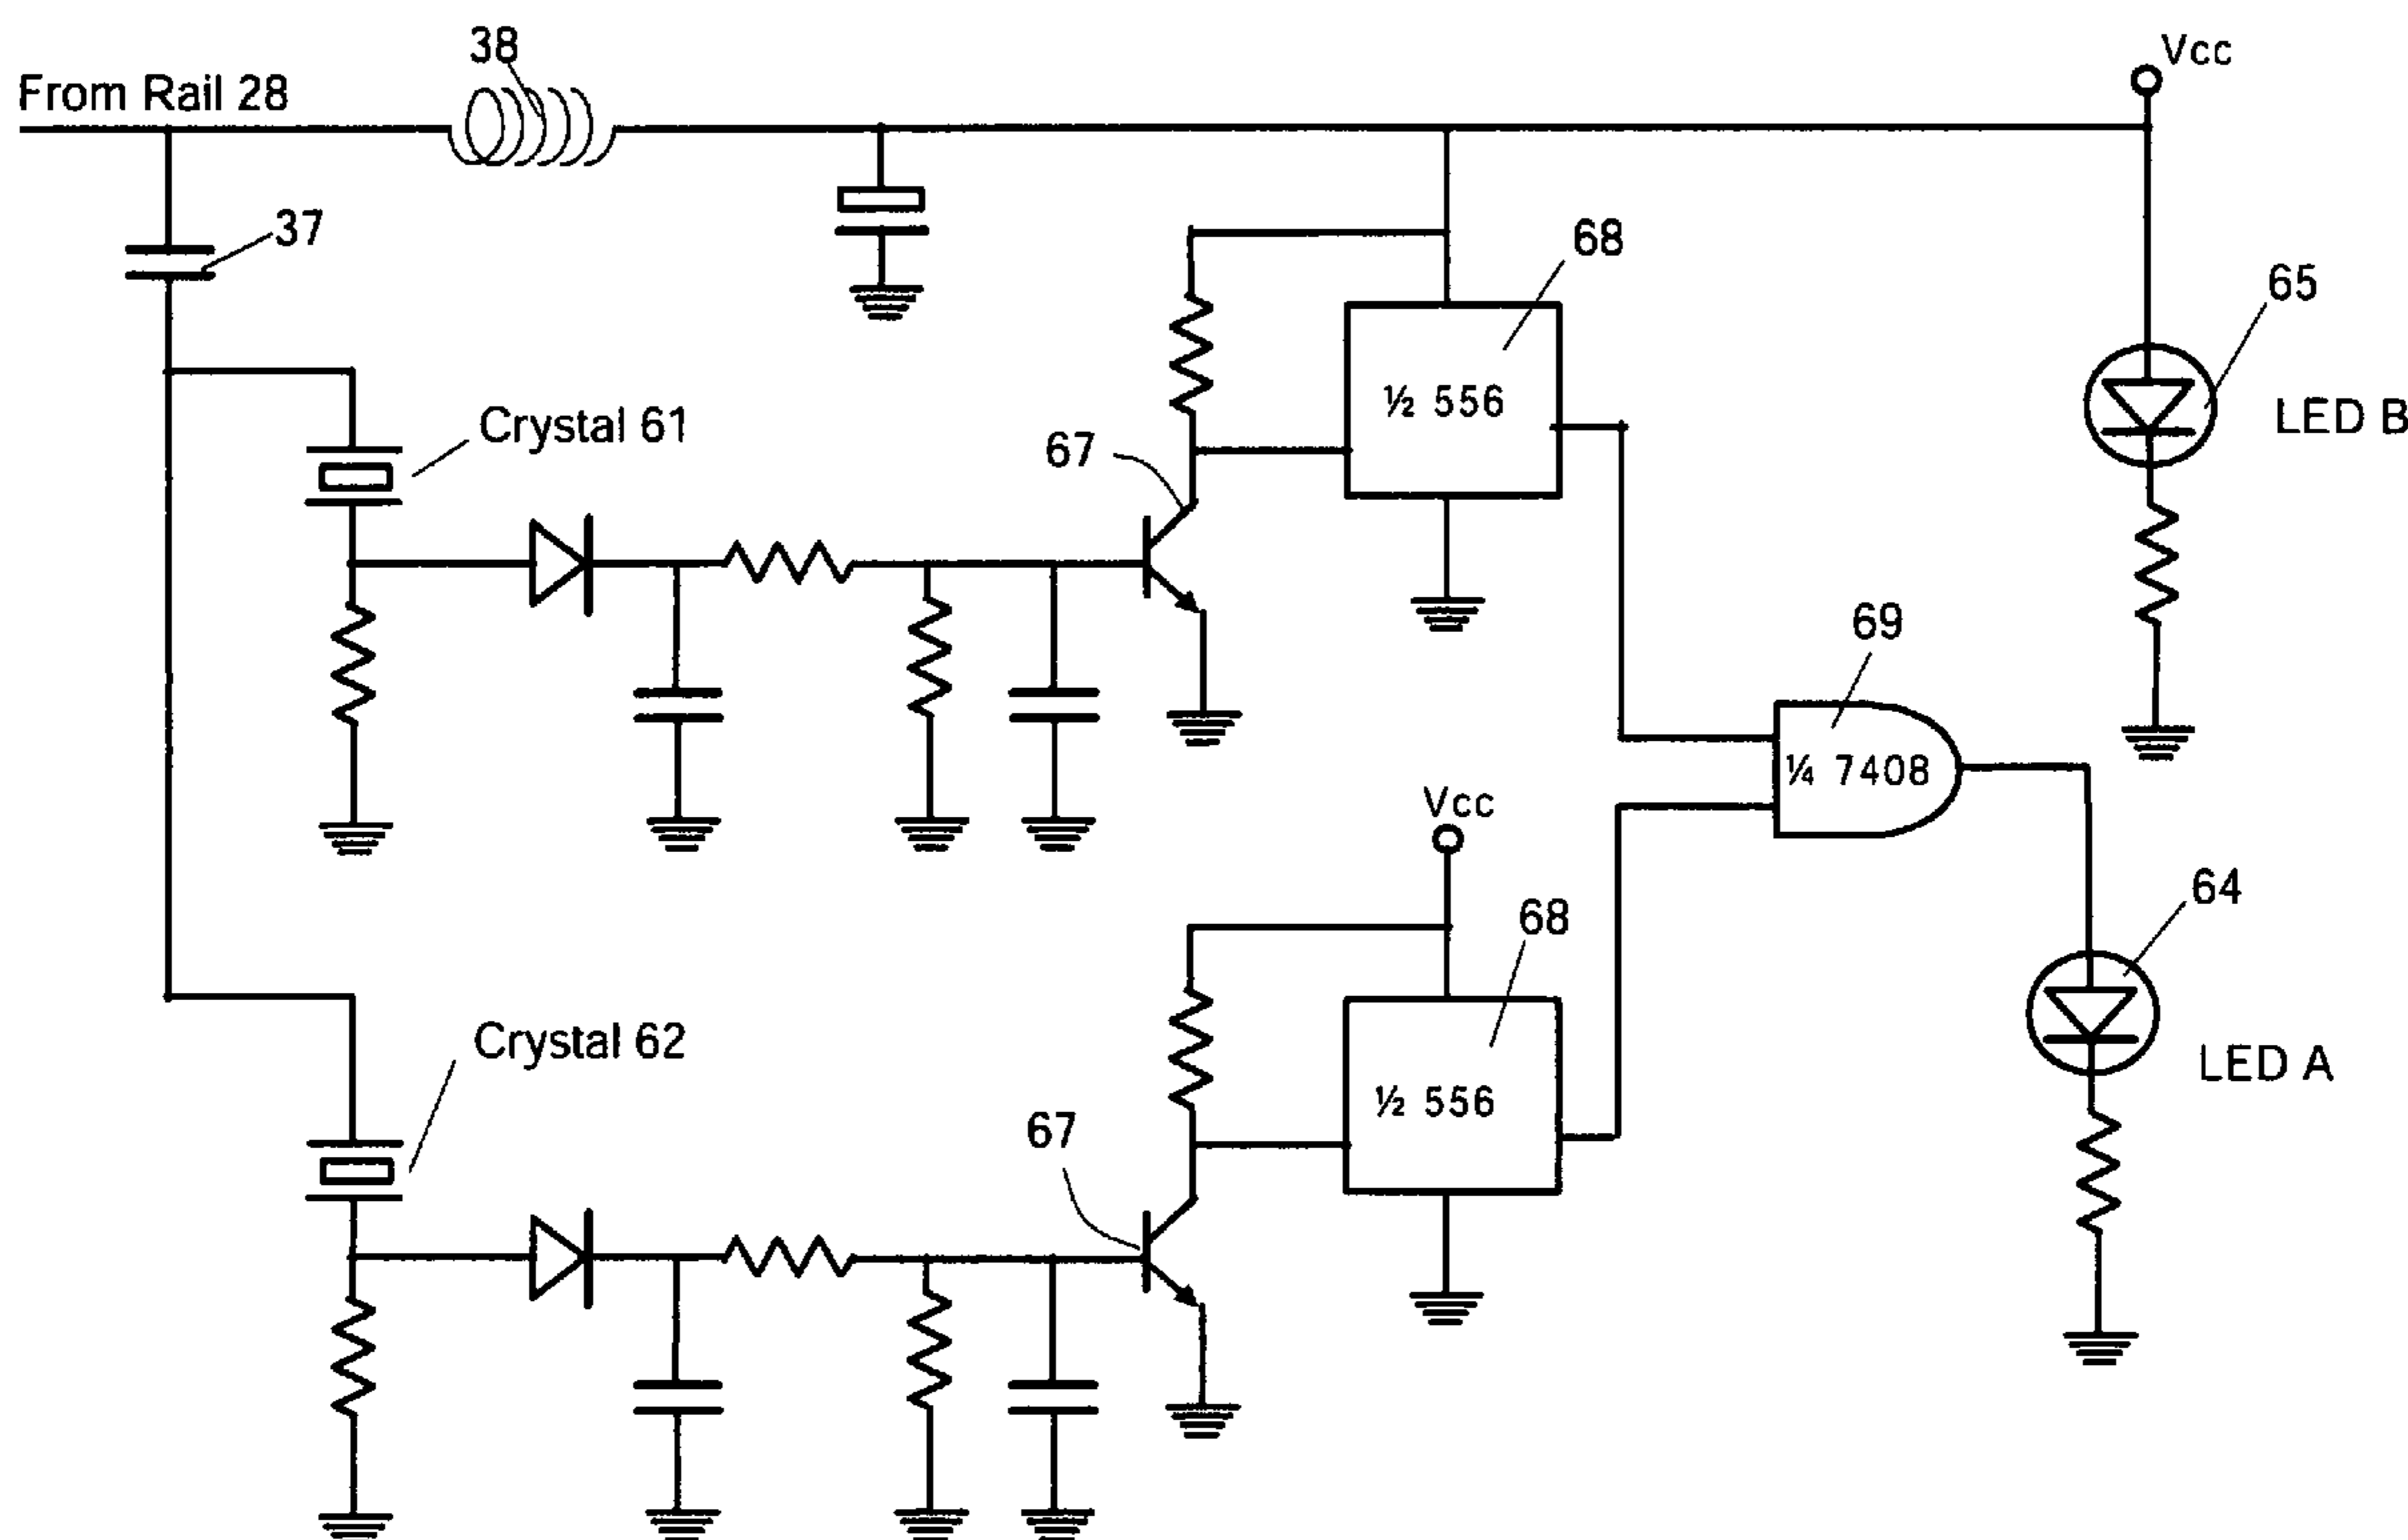 38
Vcc
From Rail 28
37
68
65
½ 556
LED B
Crystal 61
67
69
¼ 7408
Vcc
64
68
Crystal 62
LED A
½ 556
67